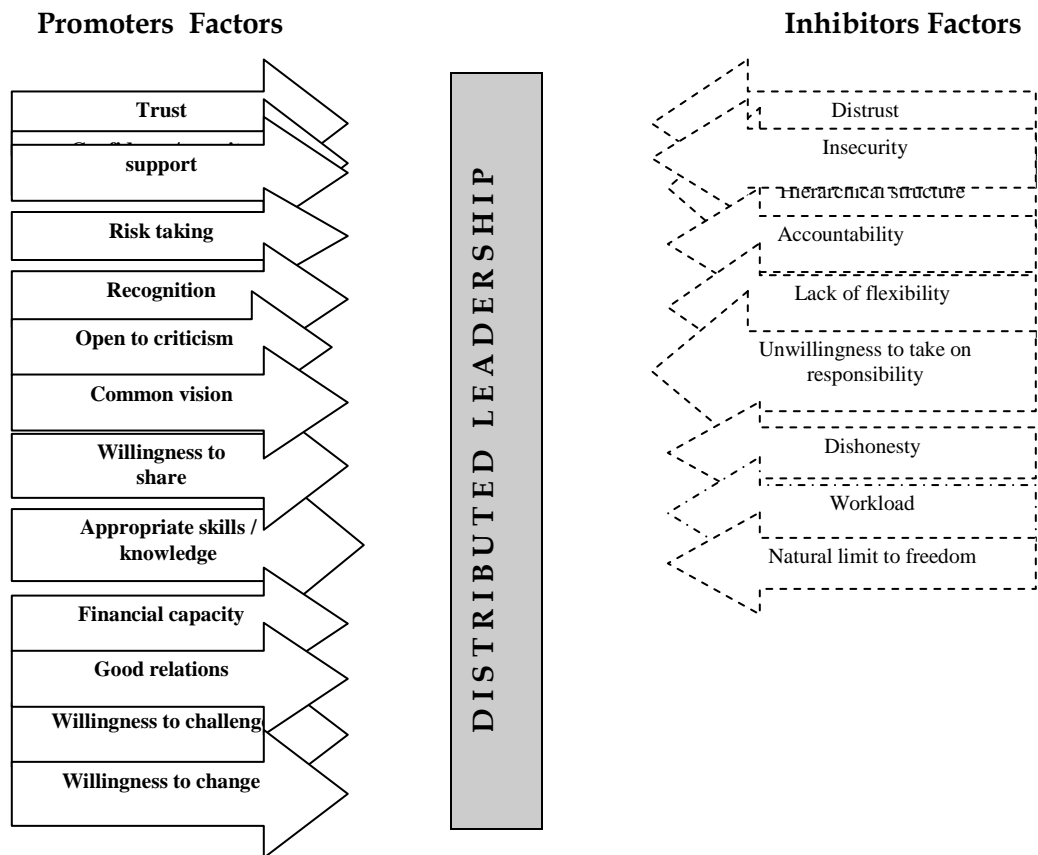 Promoters Factors
Trust
support
Risk taking
Recognition
Open to criticism
Common vision
Willingness to
share
Appropriate skills /
knowledge
Financial capacity
Good relations
Willingness to challeng
Willingness to change
DISTRIBUTED LEADERSHIP
Inhibitors Factors
Distrust
Insecurity
Hierarchical structure
Accountability
Lack of flexibility
Unwillingness to take on
responsibility
Dishonesty
Workload
Natural limit to freedom